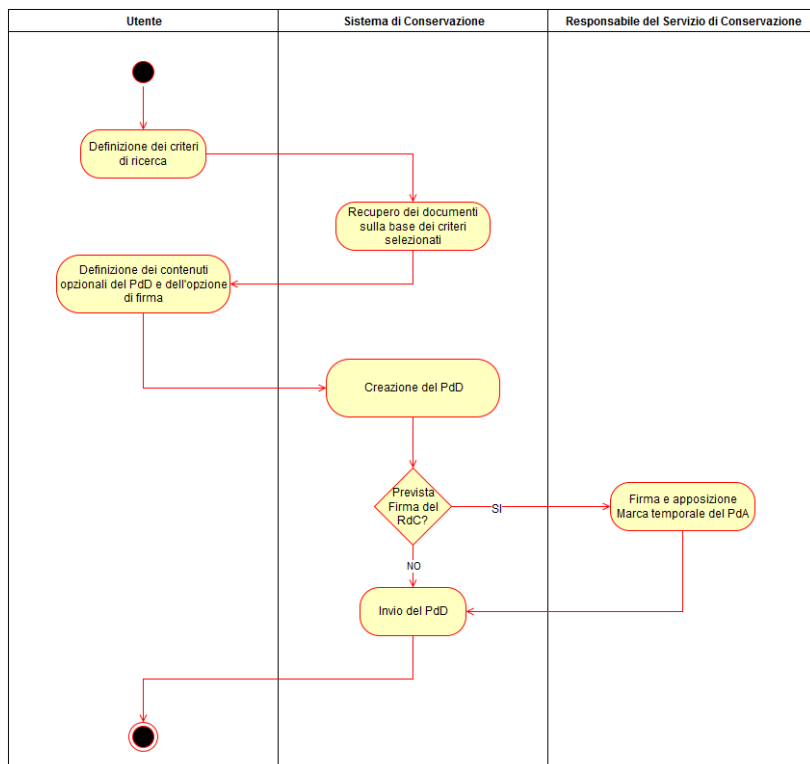 Utente
Sistema di Conservazione
Responsabile del Servizio di Conservazione
Definizione dei criteri
di ricerca
Recupero dei documenti
sulla base dei criteri
selezionati
Definizione dei contenuti
opzionali del PdD e dell'opzione
di firma
Creazione del PdD
Prevista
Firma del
RdC?
SI
Firma e apposizione
Marca temporale del PdA
NO
Invio del PdD